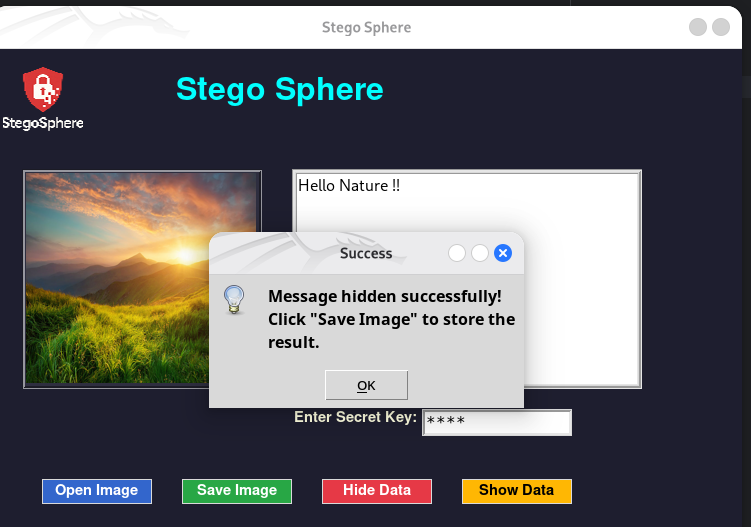 Stego Sphere
StegoSphere
Stego Sphere
Hello Nature !!
Success
Message hidden successfully!
Click "Save Image" to store the
result.
OK
Enter Secret Key: ****
Open Image Save Image Hide Data Show Data